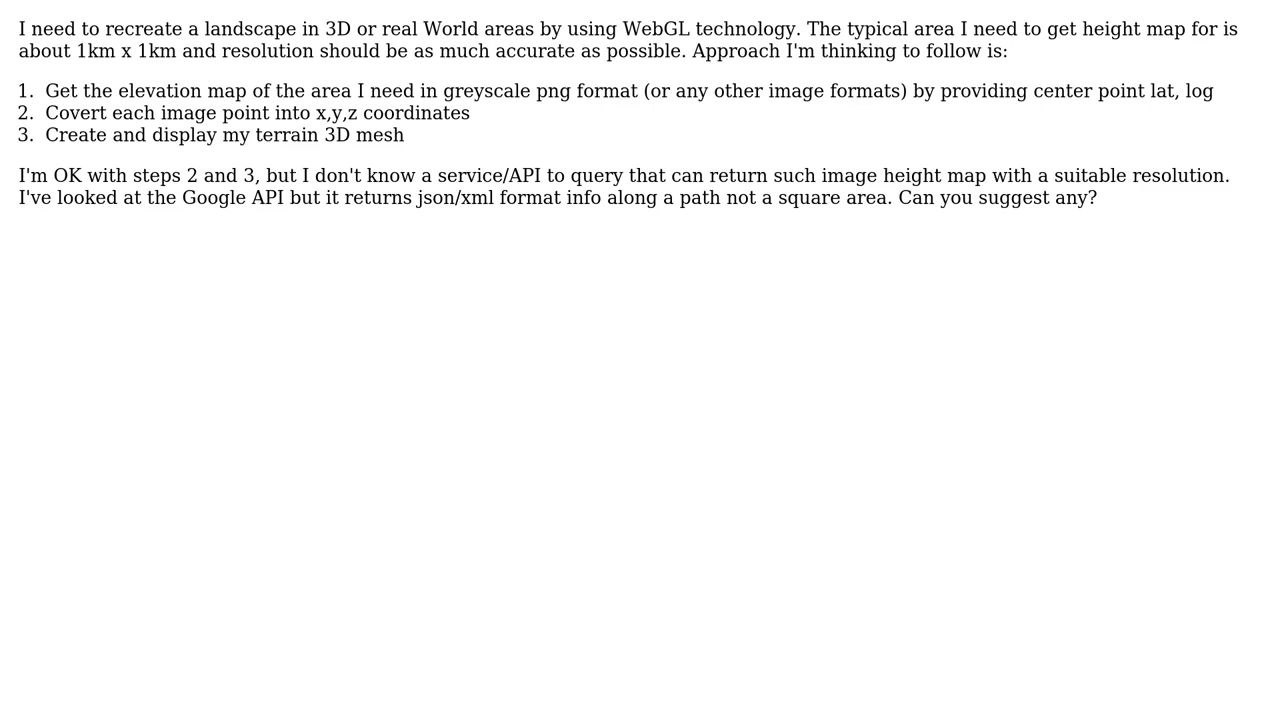 I need to recreate a landscape in 3D or real World areas by using WebGL technology. The typical area I need to get height map for is
about 1km x 1km and resolution should be as much accurate as possible. Approach I'm thinking to follow is:
1. Get the elevation map of the area I need in greyscale png format (or any other image formats) by providing center point lat, log
2. Covert each image point into x,y,z coordinates
3. Create and display my terrain 3D mesh
I'm OK with steps 2 and 3, but I don't know a service/API to query that can return such image height map with a suitable resolution.
I've looked at the Google API but it returns json/xml format info along a path not a square area. Can you suggest any?